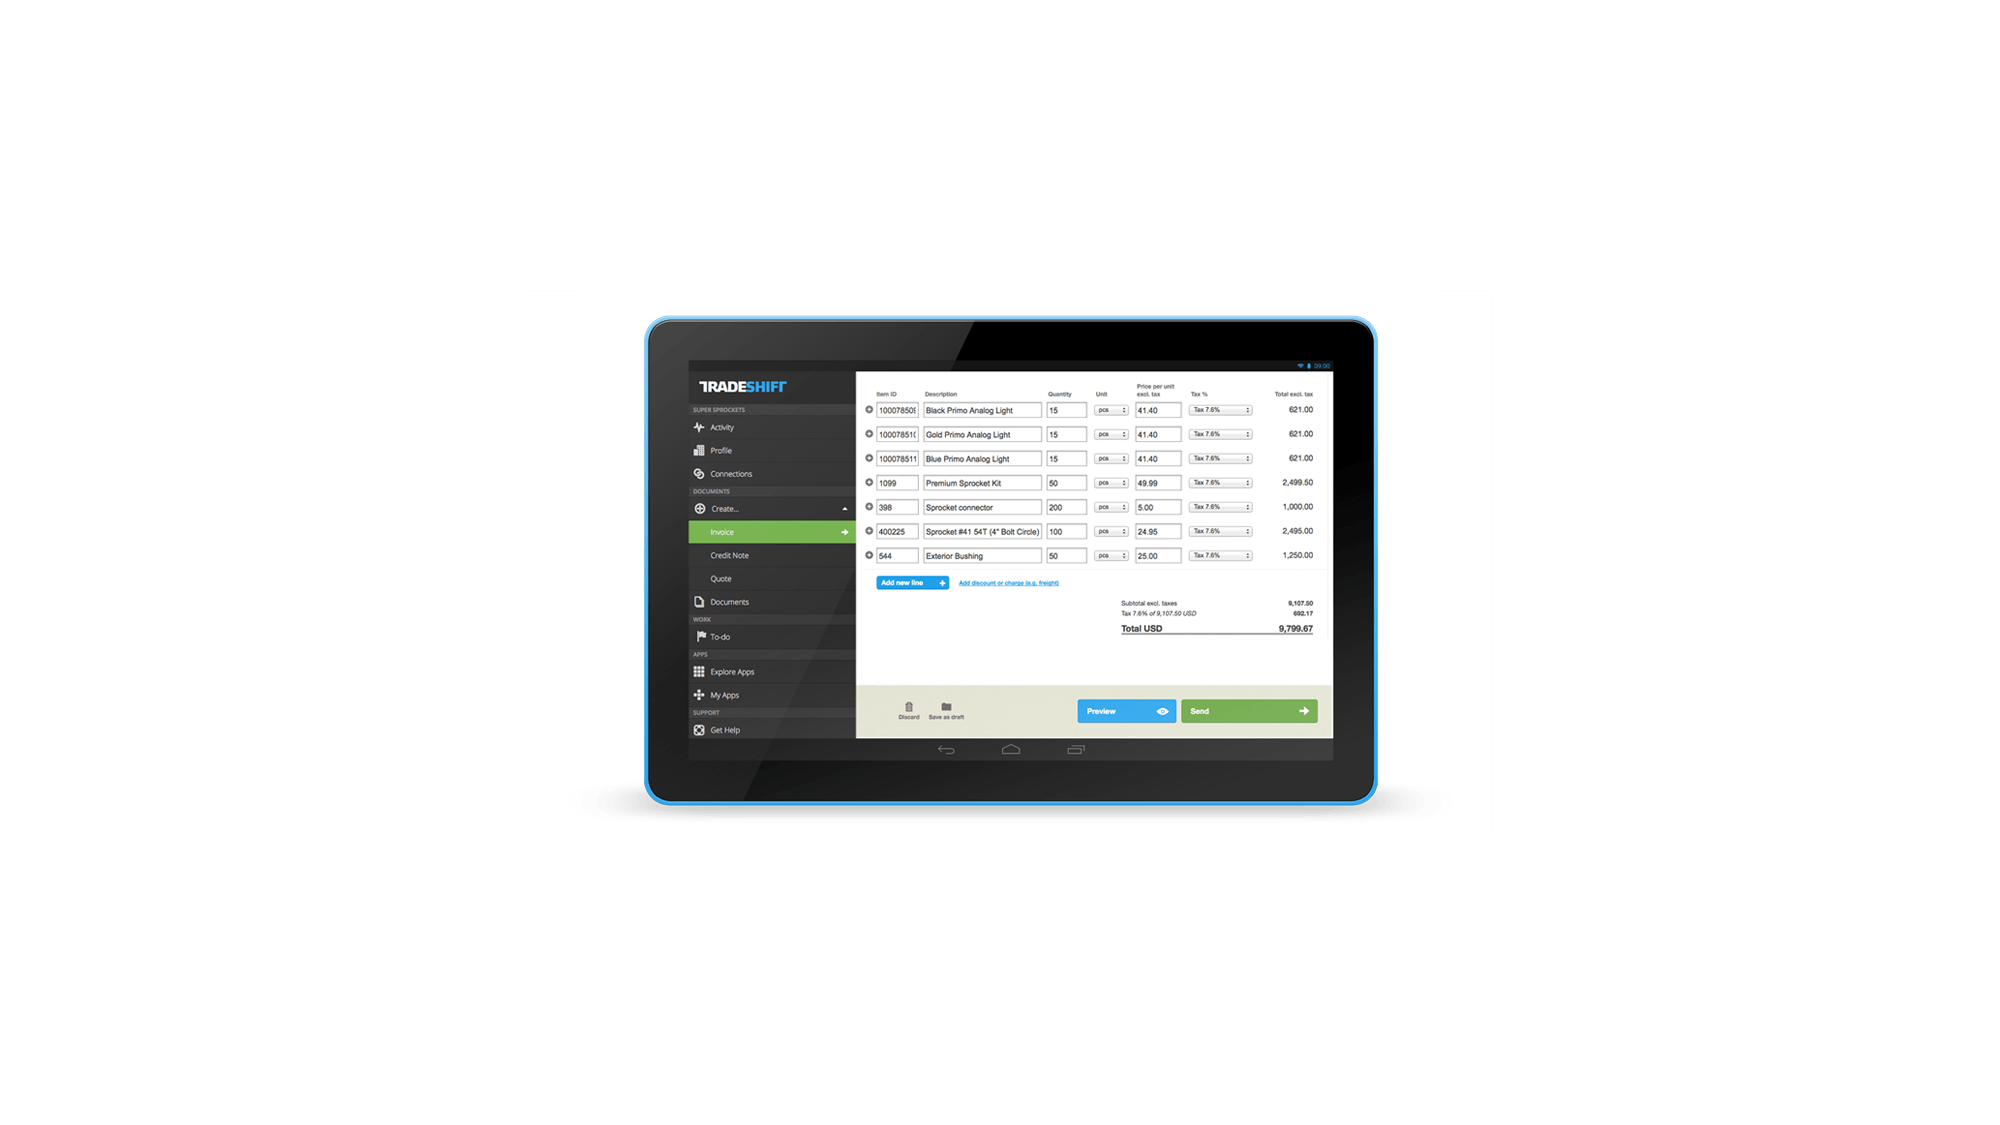 09:00
TRADESHIFT
SUPER SPROCKETS
Activity
Profile
Connections
DOCUMENTS
Create...
Invoice
Credit Note
Quote
Documents
WORK
To-do
APPS
Explore Apps
My Apps
SUPPORT
Get Help
Item ID Description Quantity Unit Price per unit excl. tax Tax % Total excl. tax
100078509 Black Primo Analog Light 15 pcs 41.40 Tax 7.6% 621.00
100078510 Gold Primo Analog Light 15 pcs 41.40 Tax 7.6% 621.00
100078511 Blue Primo Analog Light 15 pcs 41.40 Tax 7.6% 621.00
1099 Premium Sprocket Kit 50 pcs 49.99 Tax 7.6% 2,499.50
398 Sprocket connector 200 pcs 5.00 Tax 7.6% 1,000.00
400225 Sprocket #41 54T (4" Bolt Circle) 100 pcs 24.95 Tax 7.6% 2,495.00
544 Exterior Bushing 50 pcs 25.00 Tax 7.6% 1,250.00
Add new line + Add discount or charge (e.g. freight)
Subtotal excl. taxes 9,107.50
Tax 7.6% of 9,107.50 USD 692.17
Total USD 9,799.67
Discard Save as draft Preview Send